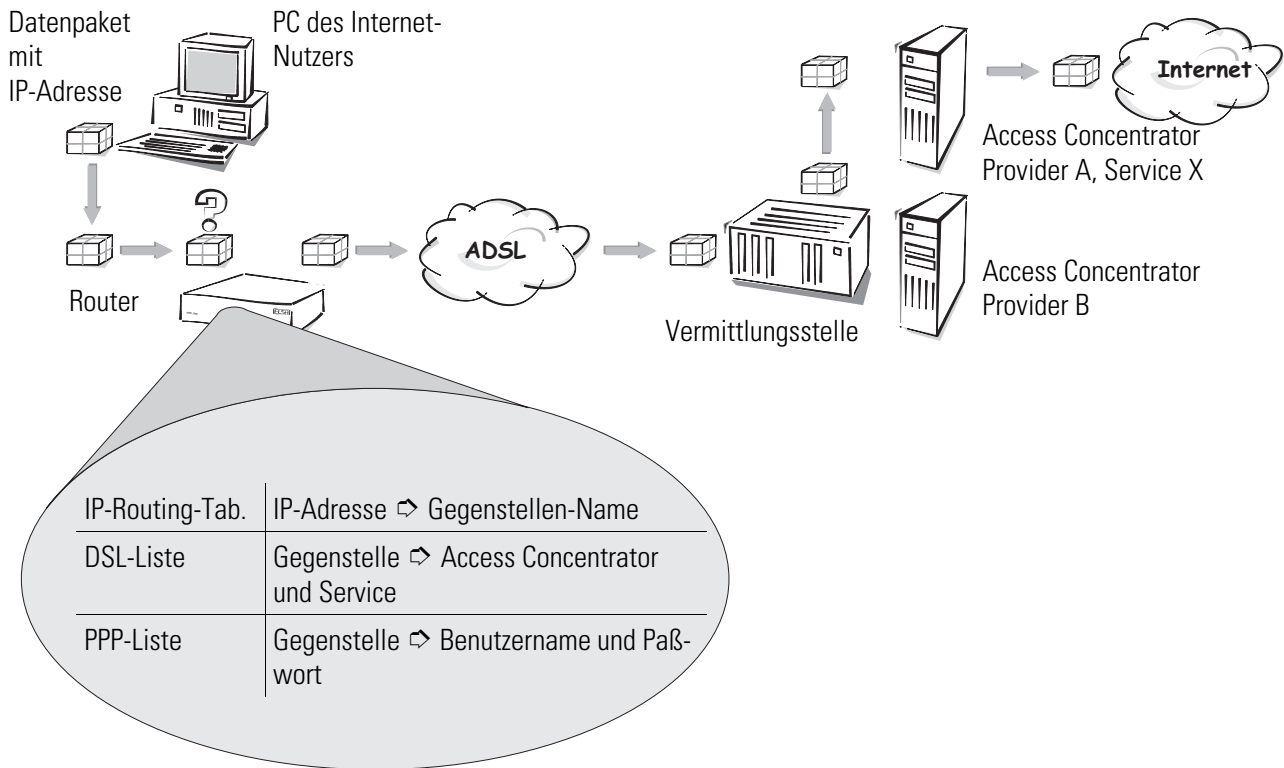 Datenpaket
mit
IP-Adresse
PC des Internet-
Nutzers
Internet
Access Concentrator
Provider A, Service X
ADSL
Router
Vermittlungsstelle
Access Concentrator
Provider B
IP-Routing-Tab. IP-Adresse ➪ Gegenstellen-Name
DSL-Liste Gegenstelle ➪ Access Concentrator
und Service
PPP-Liste Gegenstelle ➪ Benutzername und Paß-
wort